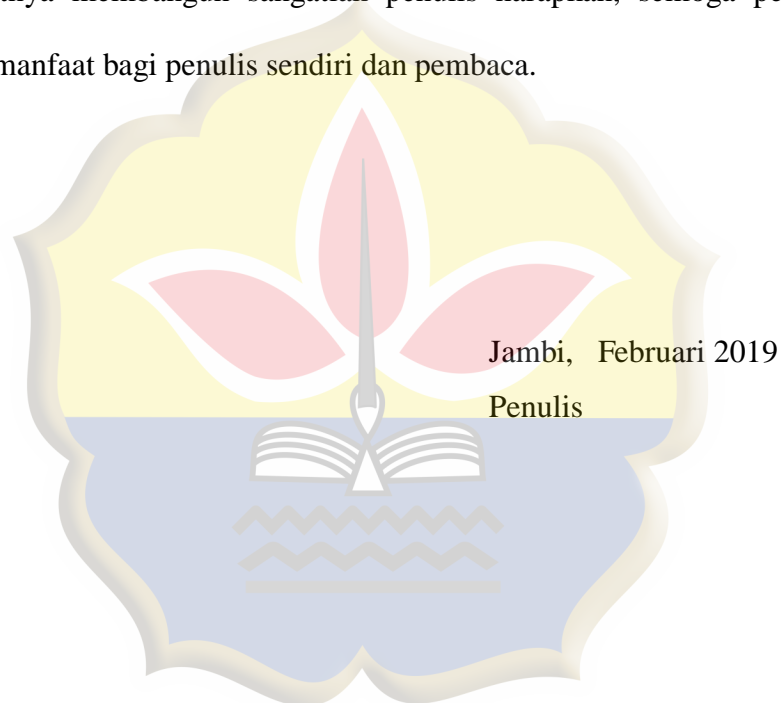 membangun sangatlah penulis harapkan, semoga
manfaat bagi penulis sendiri dan pembaca.
Jambi, Februari 2019
Penulis